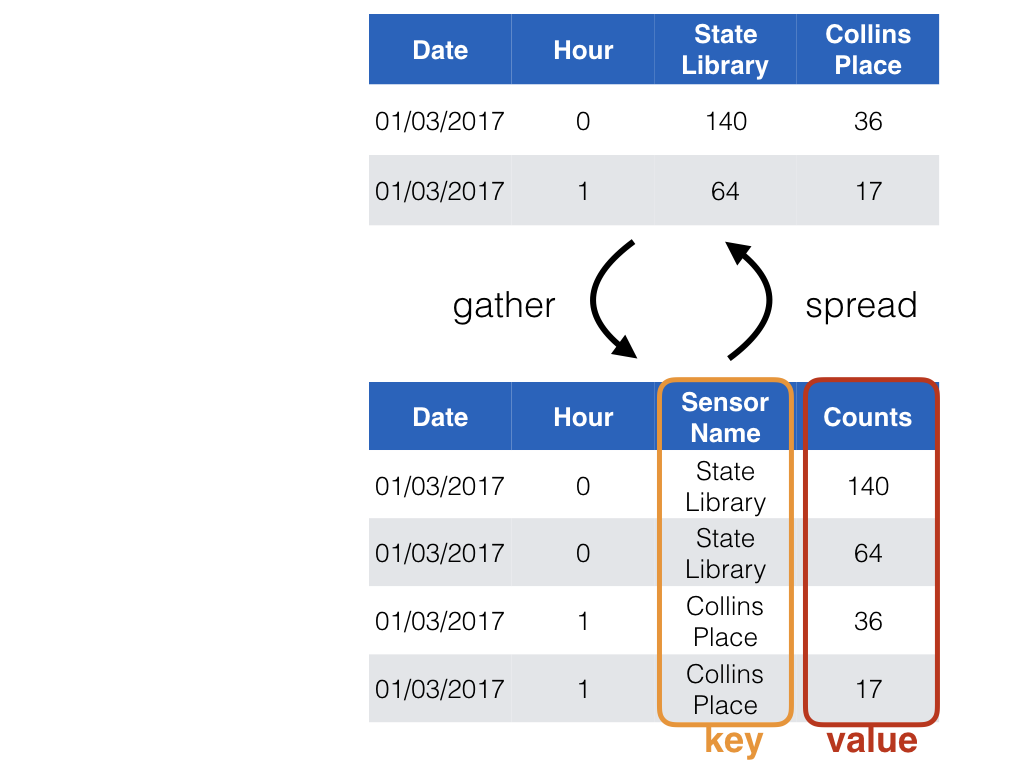 Date Hour State Library Collins Place
01/03/2017 0 140 36
01/03/2017 1 64 17
gather spread
Date Hour Sensor Name Counts
01/03/2017 0 State Library 140
01/03/2017 0 State Library 64
01/03/2017 1 Collins Place 36
01/03/2017 1 Collins Place 17
key value